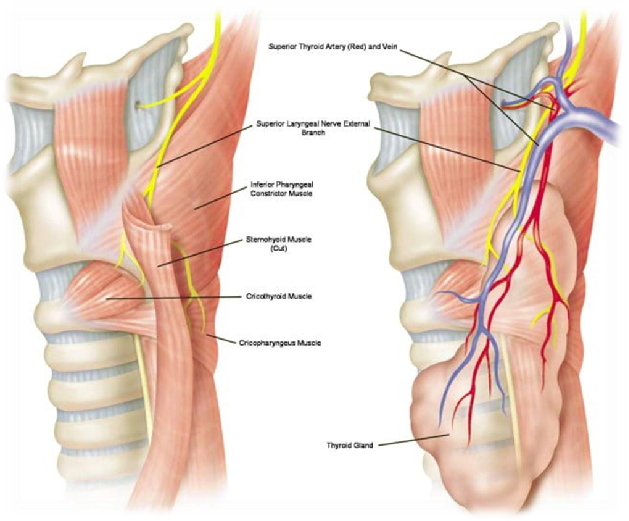 Superior Thyroid Artery (Red) and Vein
Superior Laryngeal Nerve External
Branch
Inferior Pharyngeal
Constrictor Muscle
Sternohyoid Muscle
(Cut)
Cricothyroid Muscle
Cricopharyngeus Muscle
Thyroid Gland